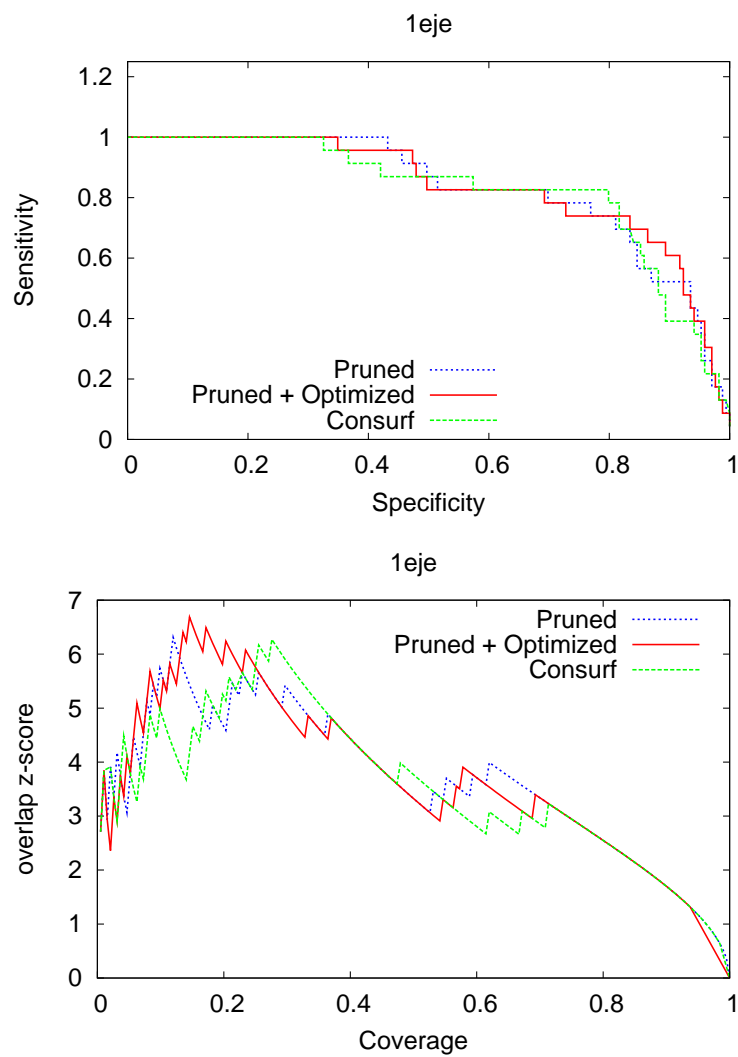 1eje
1.2
1
0.8
0.6
0.4
0.2
0
Sensitivity
Pruned
Pruned + Optimized
Consurf
0 0.2 0.4 0.6 0.8 1
Specificity
1eje
7
6
5
4
3
2
1
0
overlap z-score
Pruned
Pruned + Optimized
Consurf
0 0.2 0.4 0.6 0.8 1
Coverage